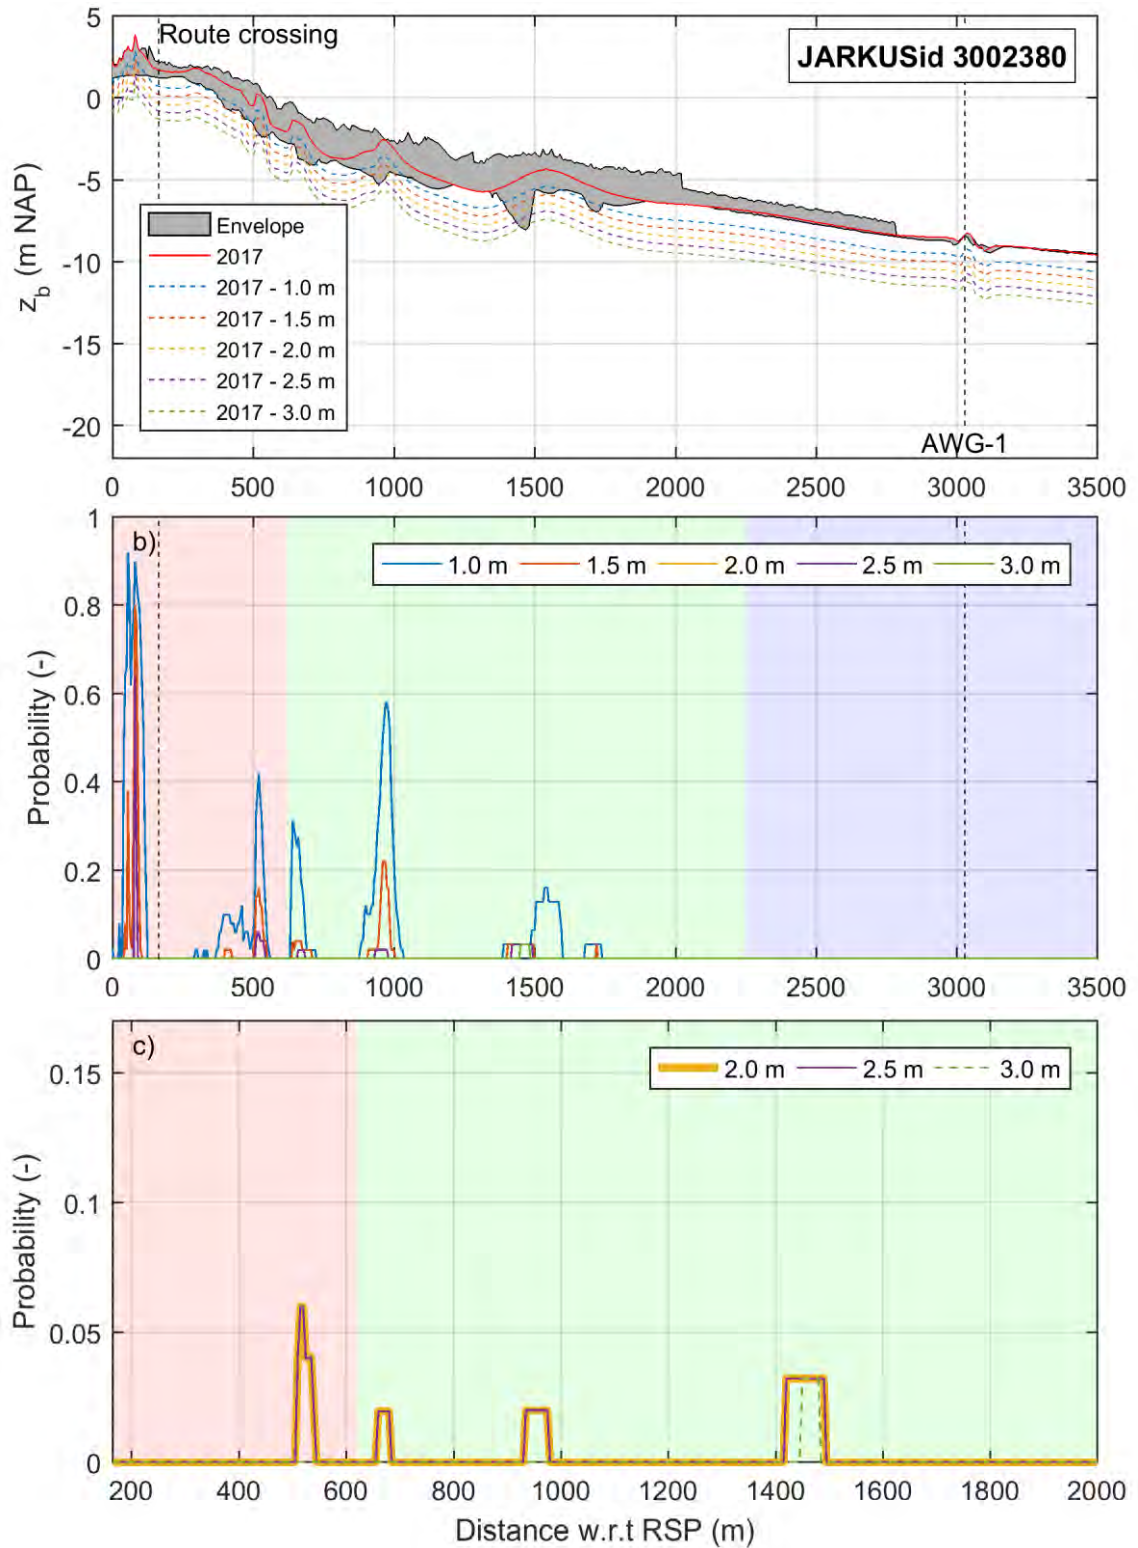 5
0
-5
-10
-15
-20
z_b (m NAP)
Route crossing
JARKUSid 3002380
Envelope
2017
2017 - 1.0 m
2017 - 1.5 m
2017 - 2.0 m
2017 - 2.5 m
2017 - 3.0 m
AWG-1
0 500 1000 1500 2000 2500 3000 3500
b)
1.0 m 1.5 m 2.0 m 2.5 m 3.0 m
1
0.8
0.6
0.4
0.2
0
Probability (-)
0 500 1000 1500 2000 2500 3000 3500
c)
2.0 m 2.5 m 3.0 m
0.15
0.1
0.05
0
Probability (-)
200 400 600 800 1000 1200 1400 1600 1800 2000
Distance w.r.t RSP (m)